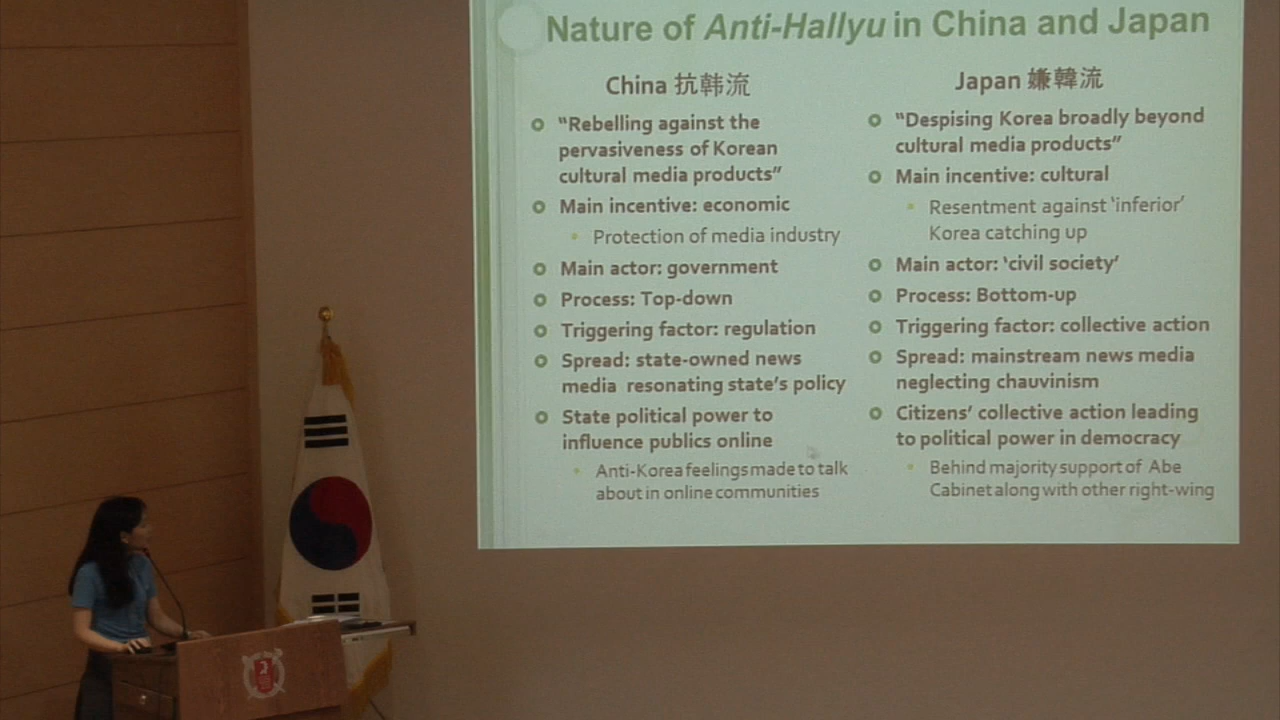 Nature of Anti-Hallyu in China and Japan
China 抗韩流
"Rebelling against the
pervasiveness of Korean
cultural media products"
Main incentive: economic
Protection of media industry
Main actor: government
Process: Top-down
Triggering factor: regulation
Spread: state-owned news
media resonating state's policy
State political power to
influence publics online
Anti-Korea feelings made to talk
about in online communities
Japan 嫌韓流
"Despising Korea broadly beyond
cultural media products"
Main incentive: cultural
Resentment against 'inferior'
Korea catching up
Main actor: 'civil society'
Process: Bottom-up
Triggering factor: collective action
Spread: mainstream news media
neglecting chauvinism
Citizens' collective action leading
to political power in democracy
Behind majority support of Abe
Cabinet along with other right-wing